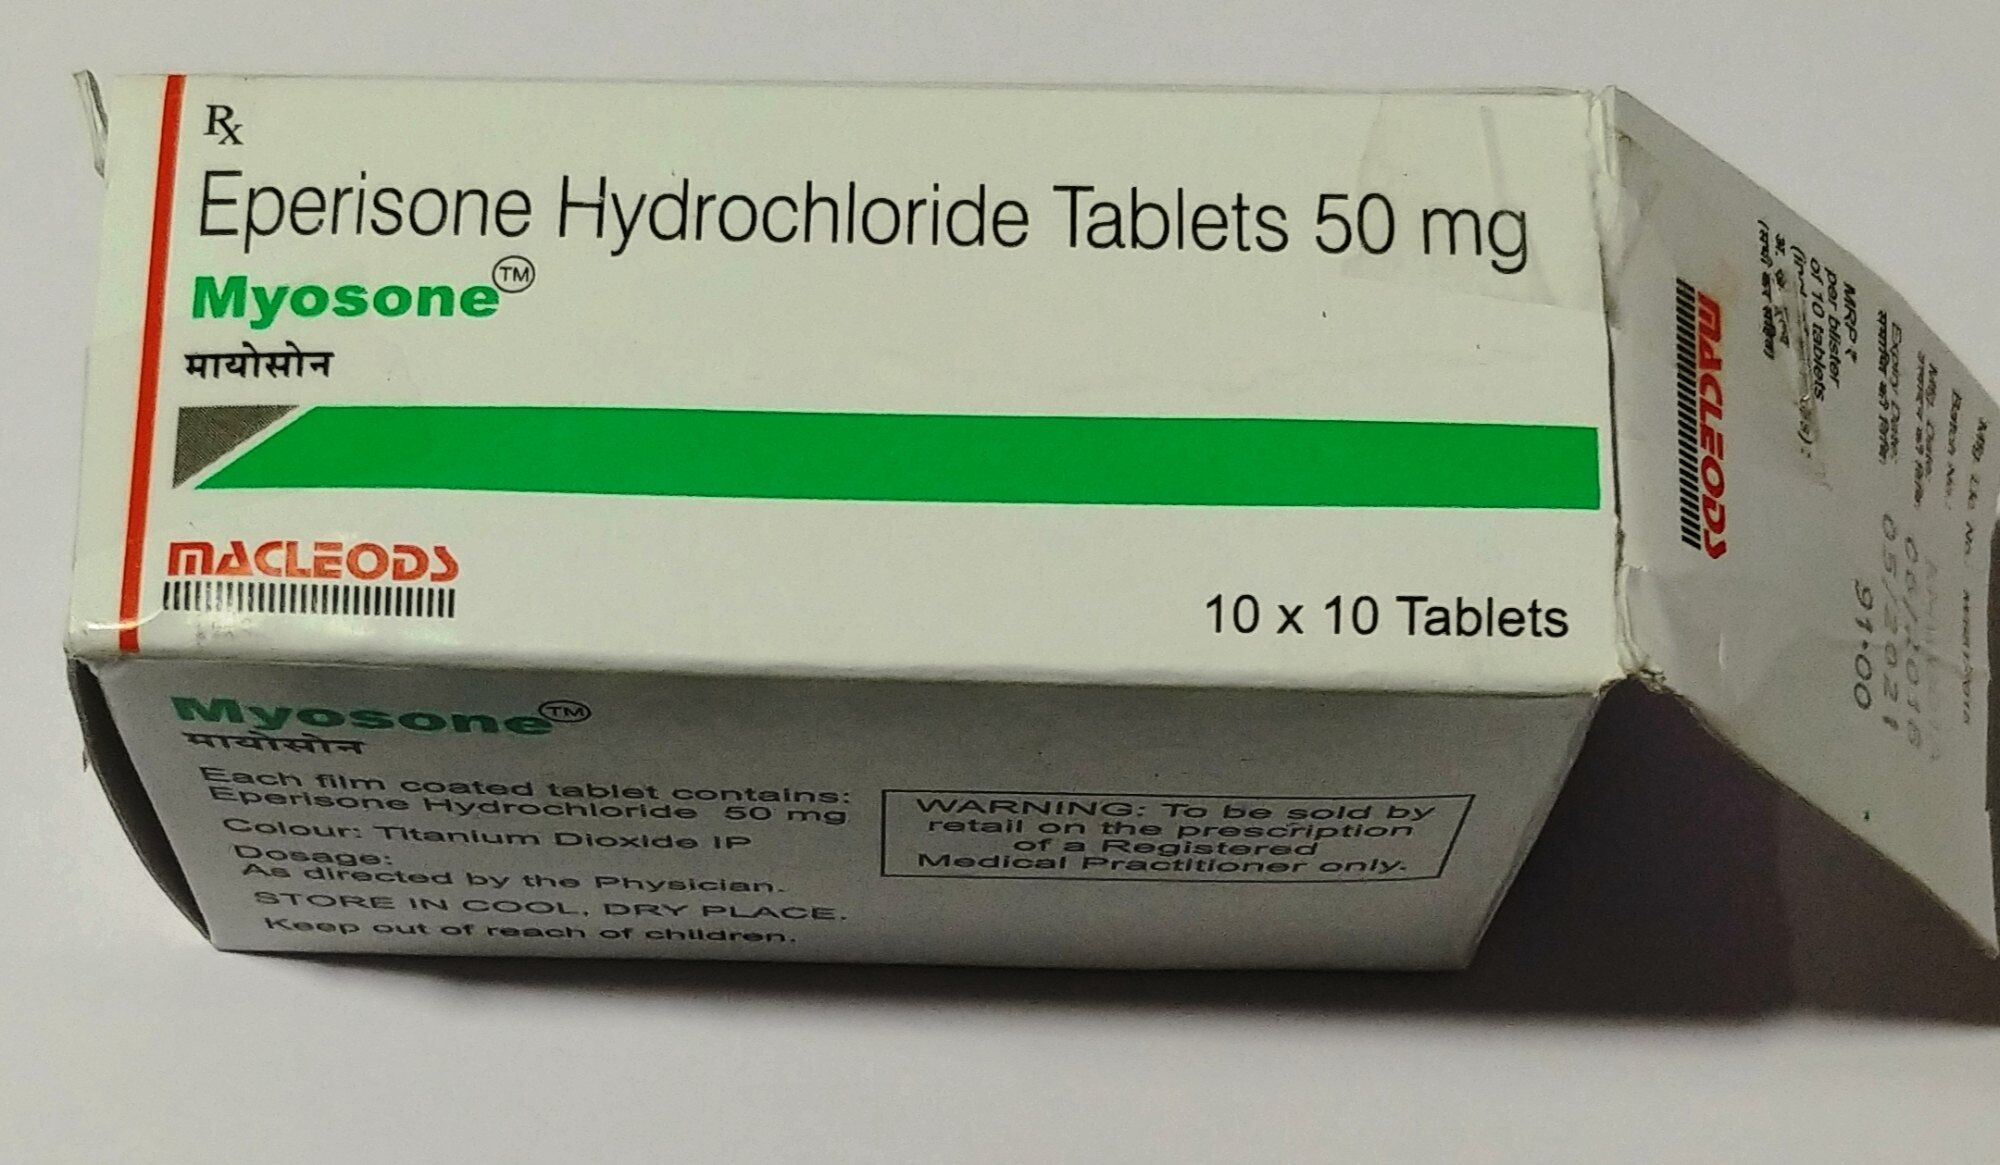 Rx
Eperisone Hydrochloride Tablets 50 mg
Myosone™
मायोसोन
MACLEODS
10 x 10 Tablets
Myosone™
मायोसोन
Each film coated tablet contains:
Eperisone Hydrochloride 50 mg
Colour: Titanium Dioxide IP
Dosage:
As directed by the Physician.
STORE IN COOL, DRY PLACE.
Keep out of reach of children.
WARNING: To be sold by
retail on the prescription
of a Registered
Medical Practitioner only.
MACLEODS
Mfg. Lic. No.:
Batch No.:
Mfg. Date:
Expiry Date: 05/2021
MRP ₹ 91.00
per blister
of 10 tablets